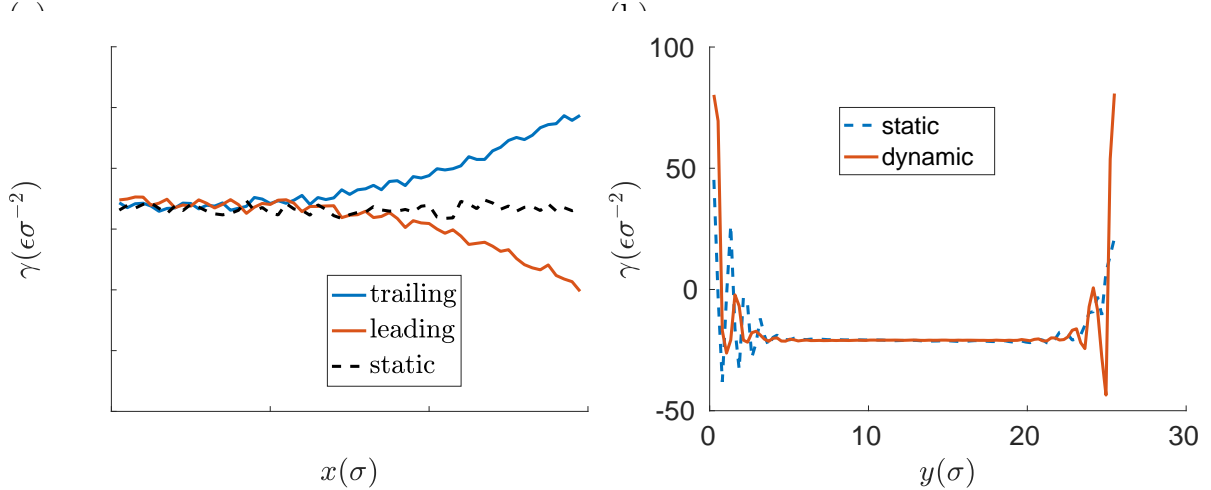 γ(ϵσ⁻²)
trailing
leading
static
x(σ)
γ(ϵσ⁻²)
100
50
0
-50
static
dynamic
0
10
20
30
y(σ)